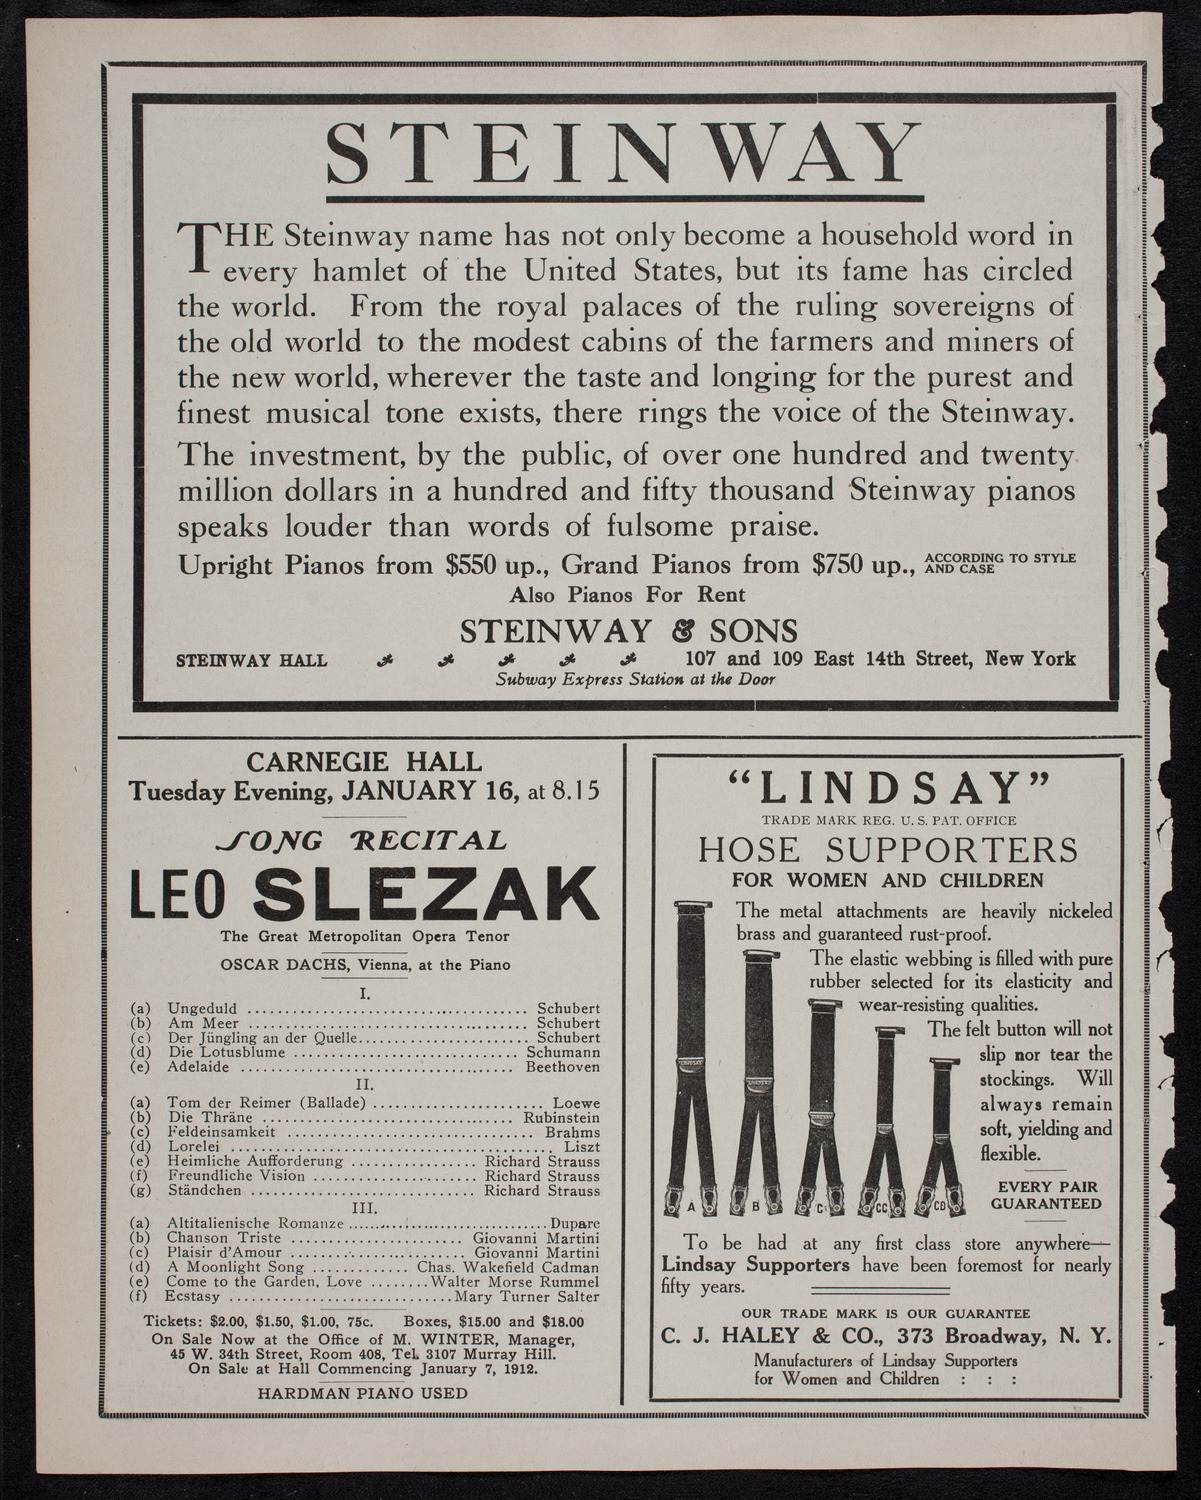 STEINWAY
THE Steinway name has not only become a household word in
every hamlet of the United States, but its fame has circled
the world. From the royal palaces of the ruling sovereigns of
the old world to the modest cabins of the farmers and miners of
the new world, wherever the taste and longing for the purest and
finest musical tone exists, there rings the voice of the Steinway.
The investment, by the public, of over one hundred and twenty
million dollars in a hundred and fifty thousand Steinway pianos
speaks louder than words of fulsome praise.
Upright Pianos from $550 up., Grand Pianos from $750 up., ACCORDING TO STYLE AND CASE
Also Pianos For Rent
STEINWAY & SONS
STEINWAY HALL 107 and 109 East 14th Street, New York
Subway Express Station at the Door
CARNEGIE HALL
Tuesday Evening, JANUARY 16, at 8.15
SONG RECITAL
LEO SLEZAK
The Great Metropolitan Opera Tenor
OSCAR DACHS, Vienna, at the Piano
I.
(a) Ungeduld ..................................... Schubert
(b) Am Meer ..................................... Schubert
(c) Der Jüngling an der Quelle....................... Schubert
(d) Die Lotusblume .............................. Schumann
(e) Adelaide .................................... Beethoven
II.
(a) Tom der Reimer (Ballade) ....................... Loewe
(b) Die Thräne ................................. Rubinstein
(c) Feldeinsamkeit ................................. Brahms
(d) Lorelei ........................................... Liszt
(e) Heimliche Aufforderung ................. Richard Strauss
(f) Freundliche Vision ...................... Richard Strauss
(g) Ständchen .............................. Richard Strauss
III.
(a) Altitalienische Romanze .......................... Duparc
(b) Chanson Triste ....................... Giovanni Martini
(c) Plaisir d'Amour ....................... Giovanni Martini
(d) A Moonlight Song ............. Chas. Wakefield Cadman
(e) Come to the Garden, Love ........ Walter Morse Rummel
(f) Ecstasy .............................. Mary Turner Salter
Tickets: $2.00, $1.50, $1.00, 75c. Boxes, $15.00 and $18.00
On Sale Now at the Office of M. WINTER, Manager,
45 W. 34th Street, Room 408, Tel. 3107 Murray Hill.
On Sale at Hall Commencing January 7, 1912.
HARDMAN PIANO USED
"LINDSAY"
TRADE MARK REG. U. S. PAT. OFFICE
HOSE SUPPORTERS
FOR WOMEN AND CHILDREN
The metal attachments are heavily nickeled
brass and guaranteed rust-proof.
The elastic webbing is filled with pure
rubber selected for its elasticity and
wear-resisting qualities.
The felt button will not
slip nor tear the
stockings. Will
always remain
soft, yielding and
flexible.
EVERY PAIR
GUARANTEED
LINDSAY LINDSAY LINDSAY
A B C CC CD
To be had at any first class store anywhere—
Lindsay Supporters have been foremost for nearly
fifty years.
OUR TRADE MARK IS OUR GUARANTEE
C. J. HALEY & CO., 373 Broadway, N. Y.
Manufacturers of Lindsay Supporters
for Women and Children : : :